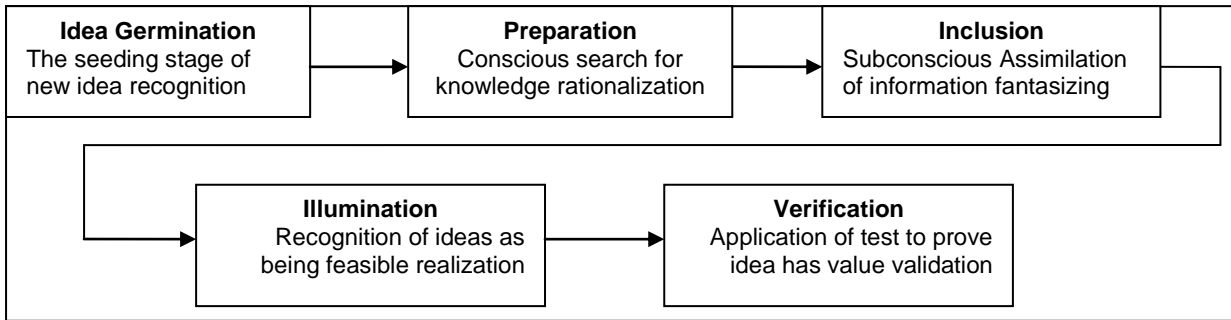 Idea Germination
The seeding stage of
new idea recognition
Preparation
Conscious search for
knowledge rationalization
Inclusion
Subconscious Assimilation
of information fantasizing
Illumination
Recognition of ideas as
being feasible realization
Verification
Application of test to prove
idea has value validation